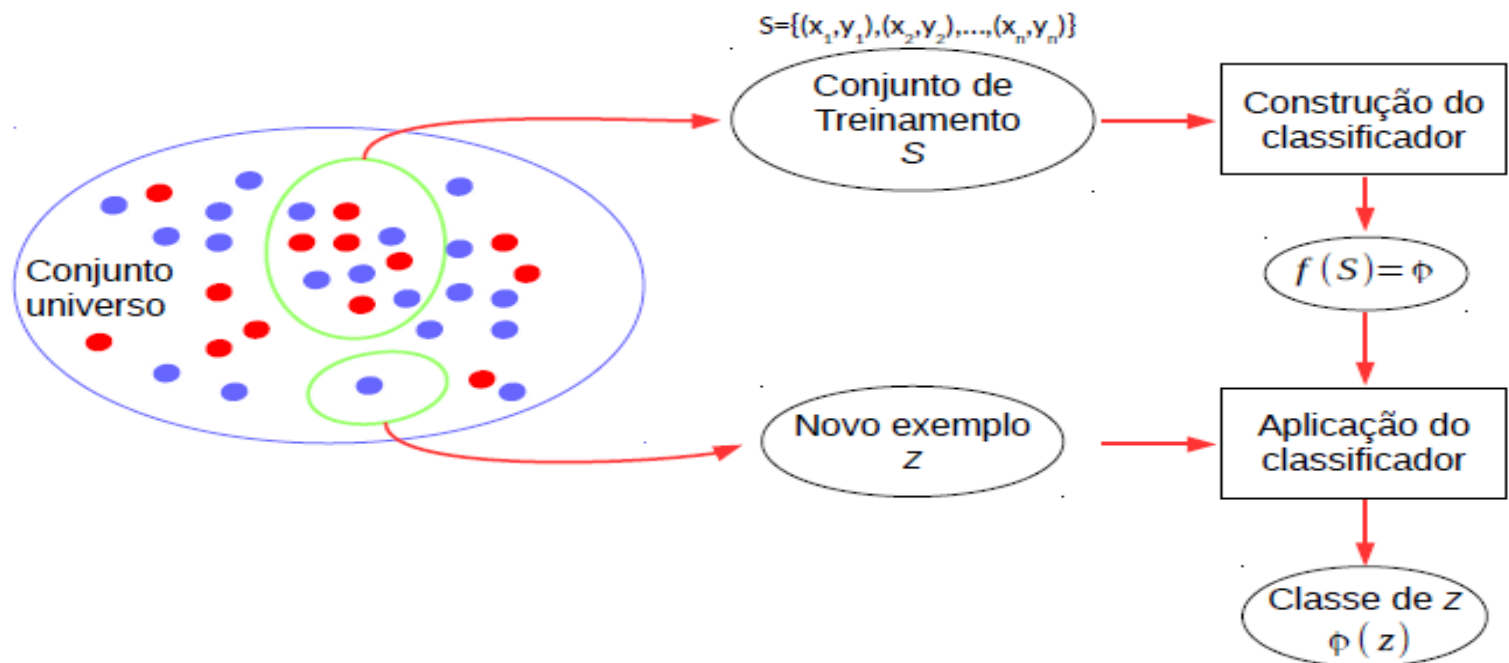 S={(x₁,y₁),(x₂,y₂),...,(xₙ,yₙ)}
Conjunto de
Treinamento
S
Construção do
classificador
Conjunto
universo
f (S)=ϕ
Novo exemplo
z
Aplicação do
classificador
Classe de z
ϕ(z)